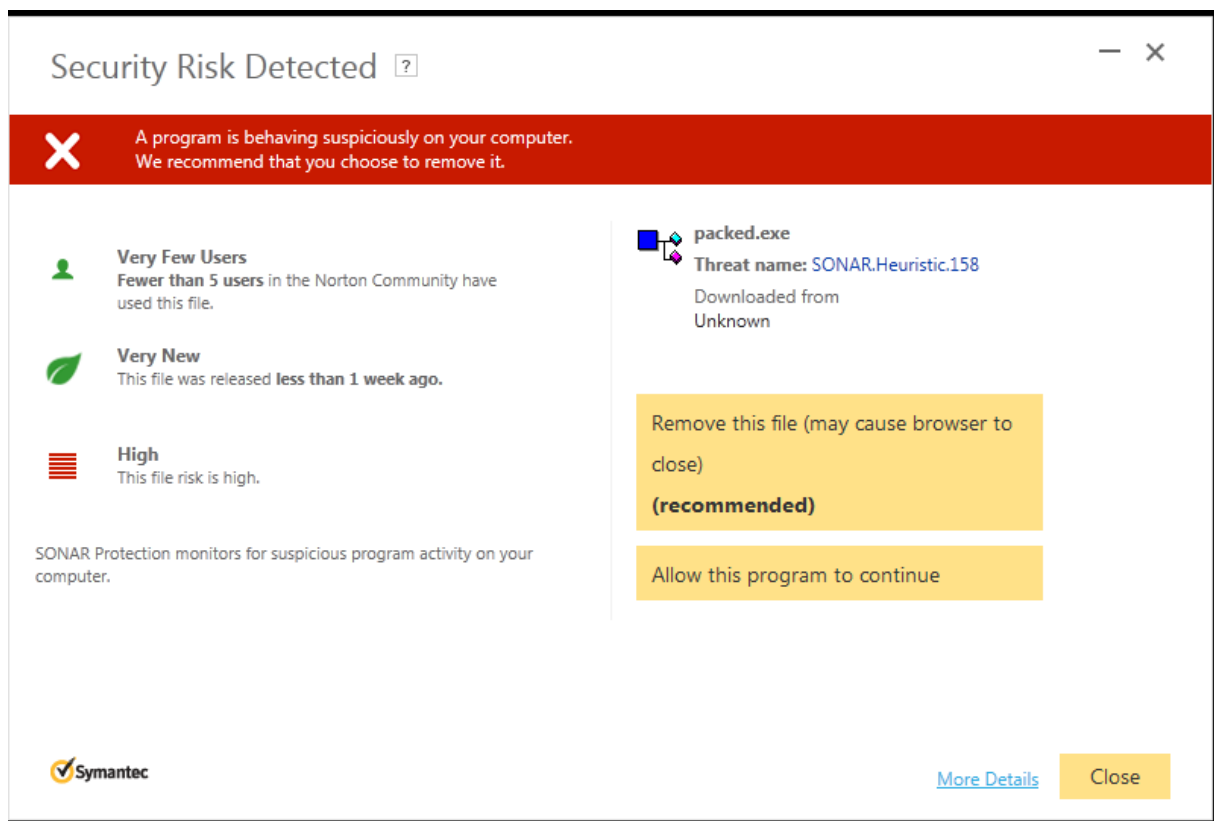 Security Risk Detected ?
A program is behaving suspiciously on your computer.
We recommend that you choose to remove it.
Very Few Users
Fewer than 5 users in the Norton Community have
used this file.
Very New
This file was released less than 1 week ago.
High
This file risk is high.
SONAR Protection monitors for suspicious program activity on your
computer.
packed.exe
Threat name: SONAR.Heuristic.158
Downloaded from
Unknown
Remove this file (may cause browser to
close)
(recommended)
Allow this program to continue
Symantec
More Details
Close